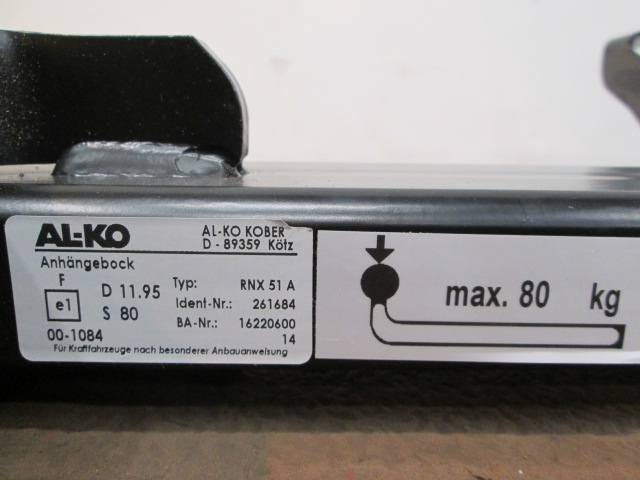 AL-KO
AL-KO KOBER
D - 89359 Kötz
Anhängebock
F
e1
D 11.95
S 80
00-1084
Typ: RNX 51 A
Ident-Nr.: 261684
BA-Nr.: 16220600
14
Für Kraftfahrzeuge nach besonderer Anbauanweisung
max. 80 kg